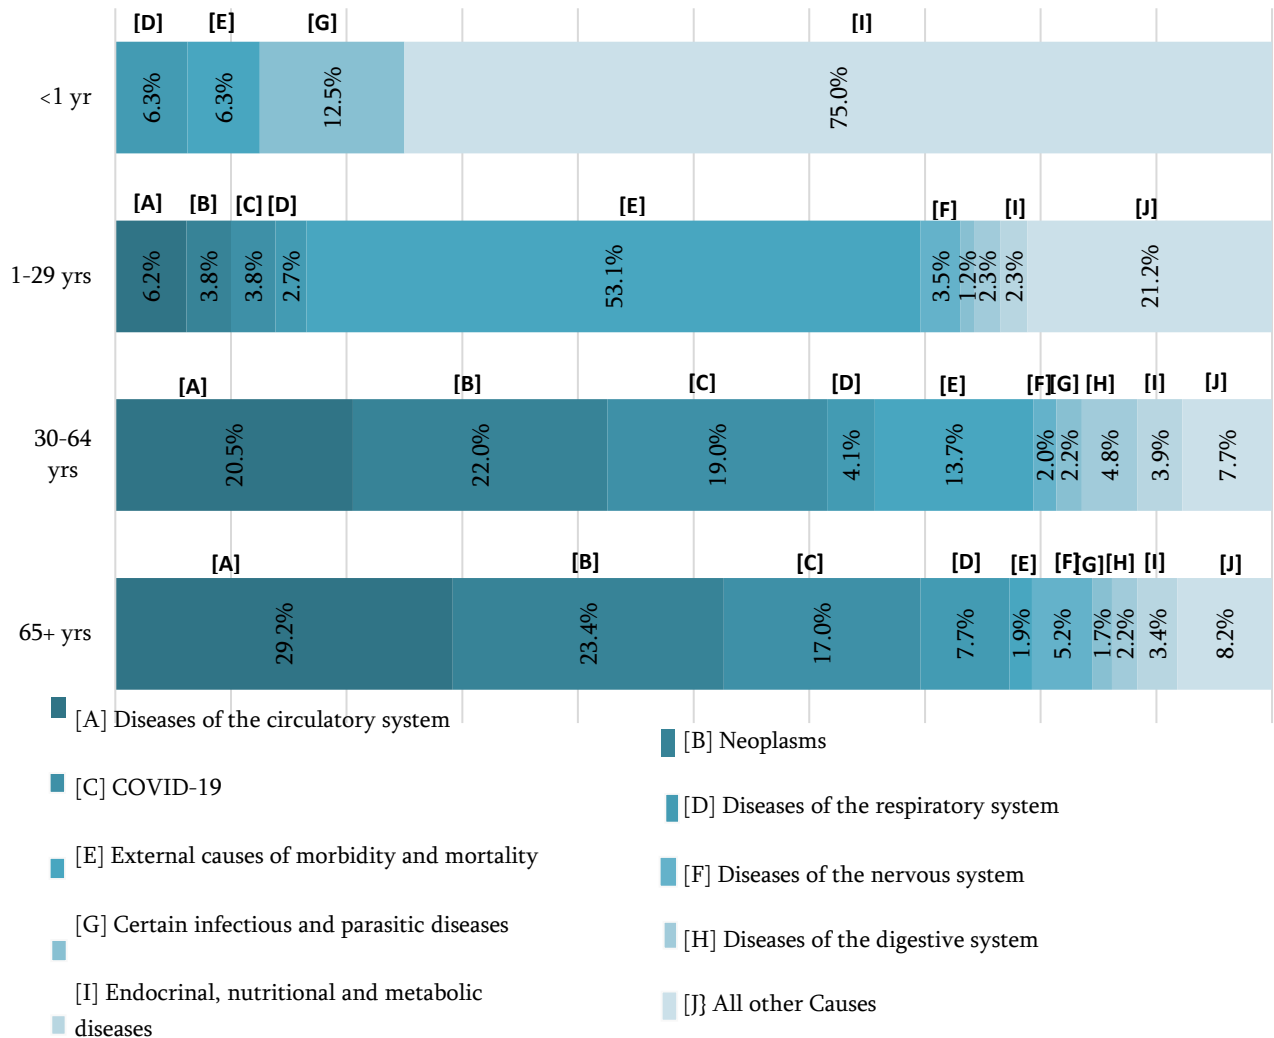 [D] [E] [G] [I]
<1 yr 6.3% 6.3% 12.5% 75.0%
[A] [B] [C] [D] [E] [F] [I] [J]
1-29 yrs 6.2% 3.8% 3.8% 2.7% 53.1% 3.5% 1.2% 2.3% 2.3% 21.2%
[A] [B] [C] [D] [E] [F] [G] [H] [I] [J]
30-64
yrs
20.5% 22.0% 19.0% 4.1% 13.7% 2.0% 2.2% 4.8% 3.9% 7.7%
[A] [B] [C] [D] [E] [F] [G] [H] [I] [J]
65+ yrs 29.2% 23.4% 17.0% 7.7% 1.9% 5.2% 1.7% 2.2% 3.4% 8.2%
[A] Diseases of the circulatory system
[B] Neoplasms
[C] COVID-19
[D] Diseases of the respiratory system
[E] External causes of morbidity and mortality
[F] Diseases of the nervous system
[G] Certain infectious and parasitic diseases
[H] Diseases of the digestive system
[I] Endocrinal, nutritional and metabolic
diseases
[J} All other Causes